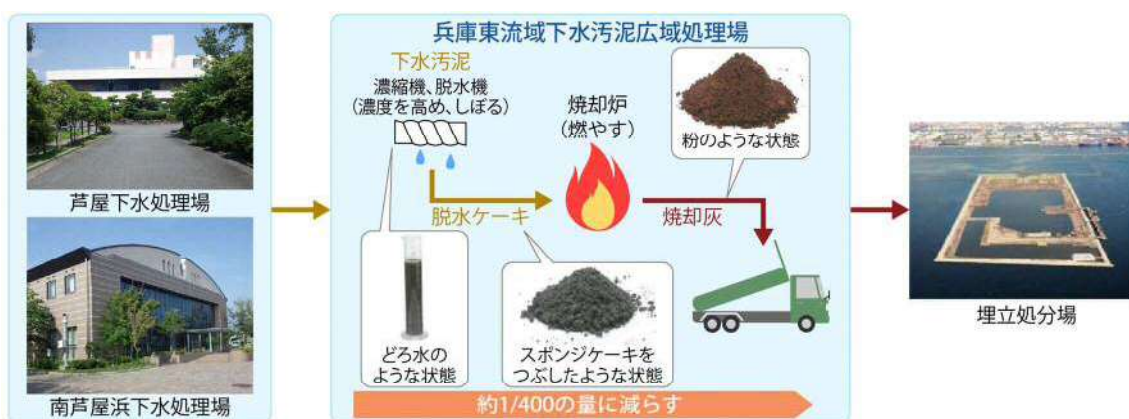 芦屋下水処理場
南芦屋浜下水処理場
兵庫東流域下水汚泥広域処理場
下水汚泥
濃縮機、脱水機
(濃度を高め、しぼる)
どろ水の
ような状態
脱水ケーキ
スポンジケーキを
つぶしたような状態
焼却炉
(燃やす)
粉のような状態
焼却灰
約1/400の量に減らす
埋立処分場